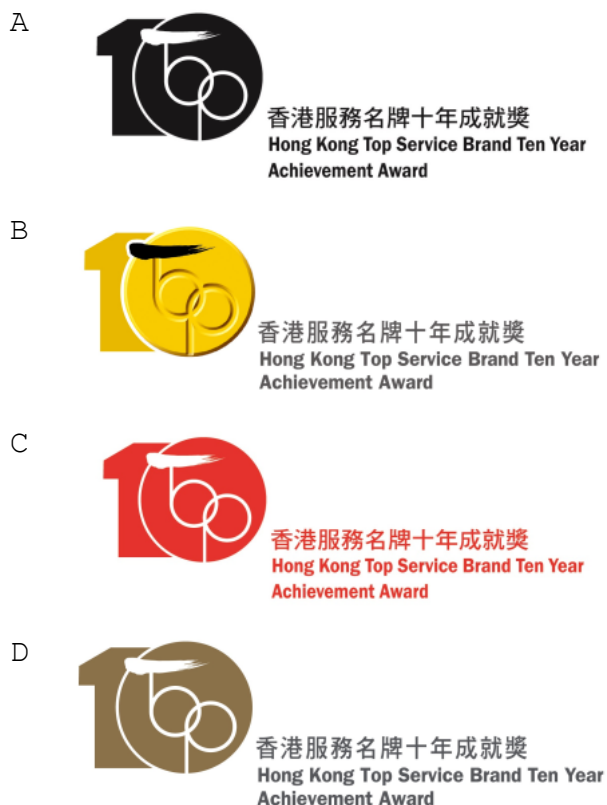 A
香港服務名牌十年成就獎
Hong Kong Top Service Brand Ten Year
Achievement Award
B
香港服務名牌十年成就獎
Hong Kong Top Service Brand Ten Year
Achievement Award
C
香港服務名牌十年成就獎
Hong Kong Top Service Brand Ten Year
Achievement Award
D
香港服務名牌十年成就獎
Hong Kong Top Service Brand Ten Year
Achievement Award